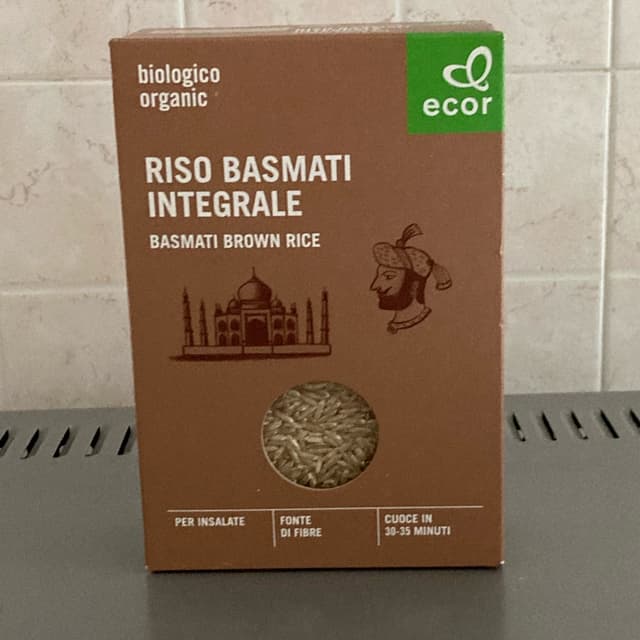 biologico
organic
ecor
RISO BASMATI
INTEGRALE
BASMATI BROWN RICE
PER INSALATE
FONTE
DI FIBRE
CUOCE IN
30-35 MINUTI